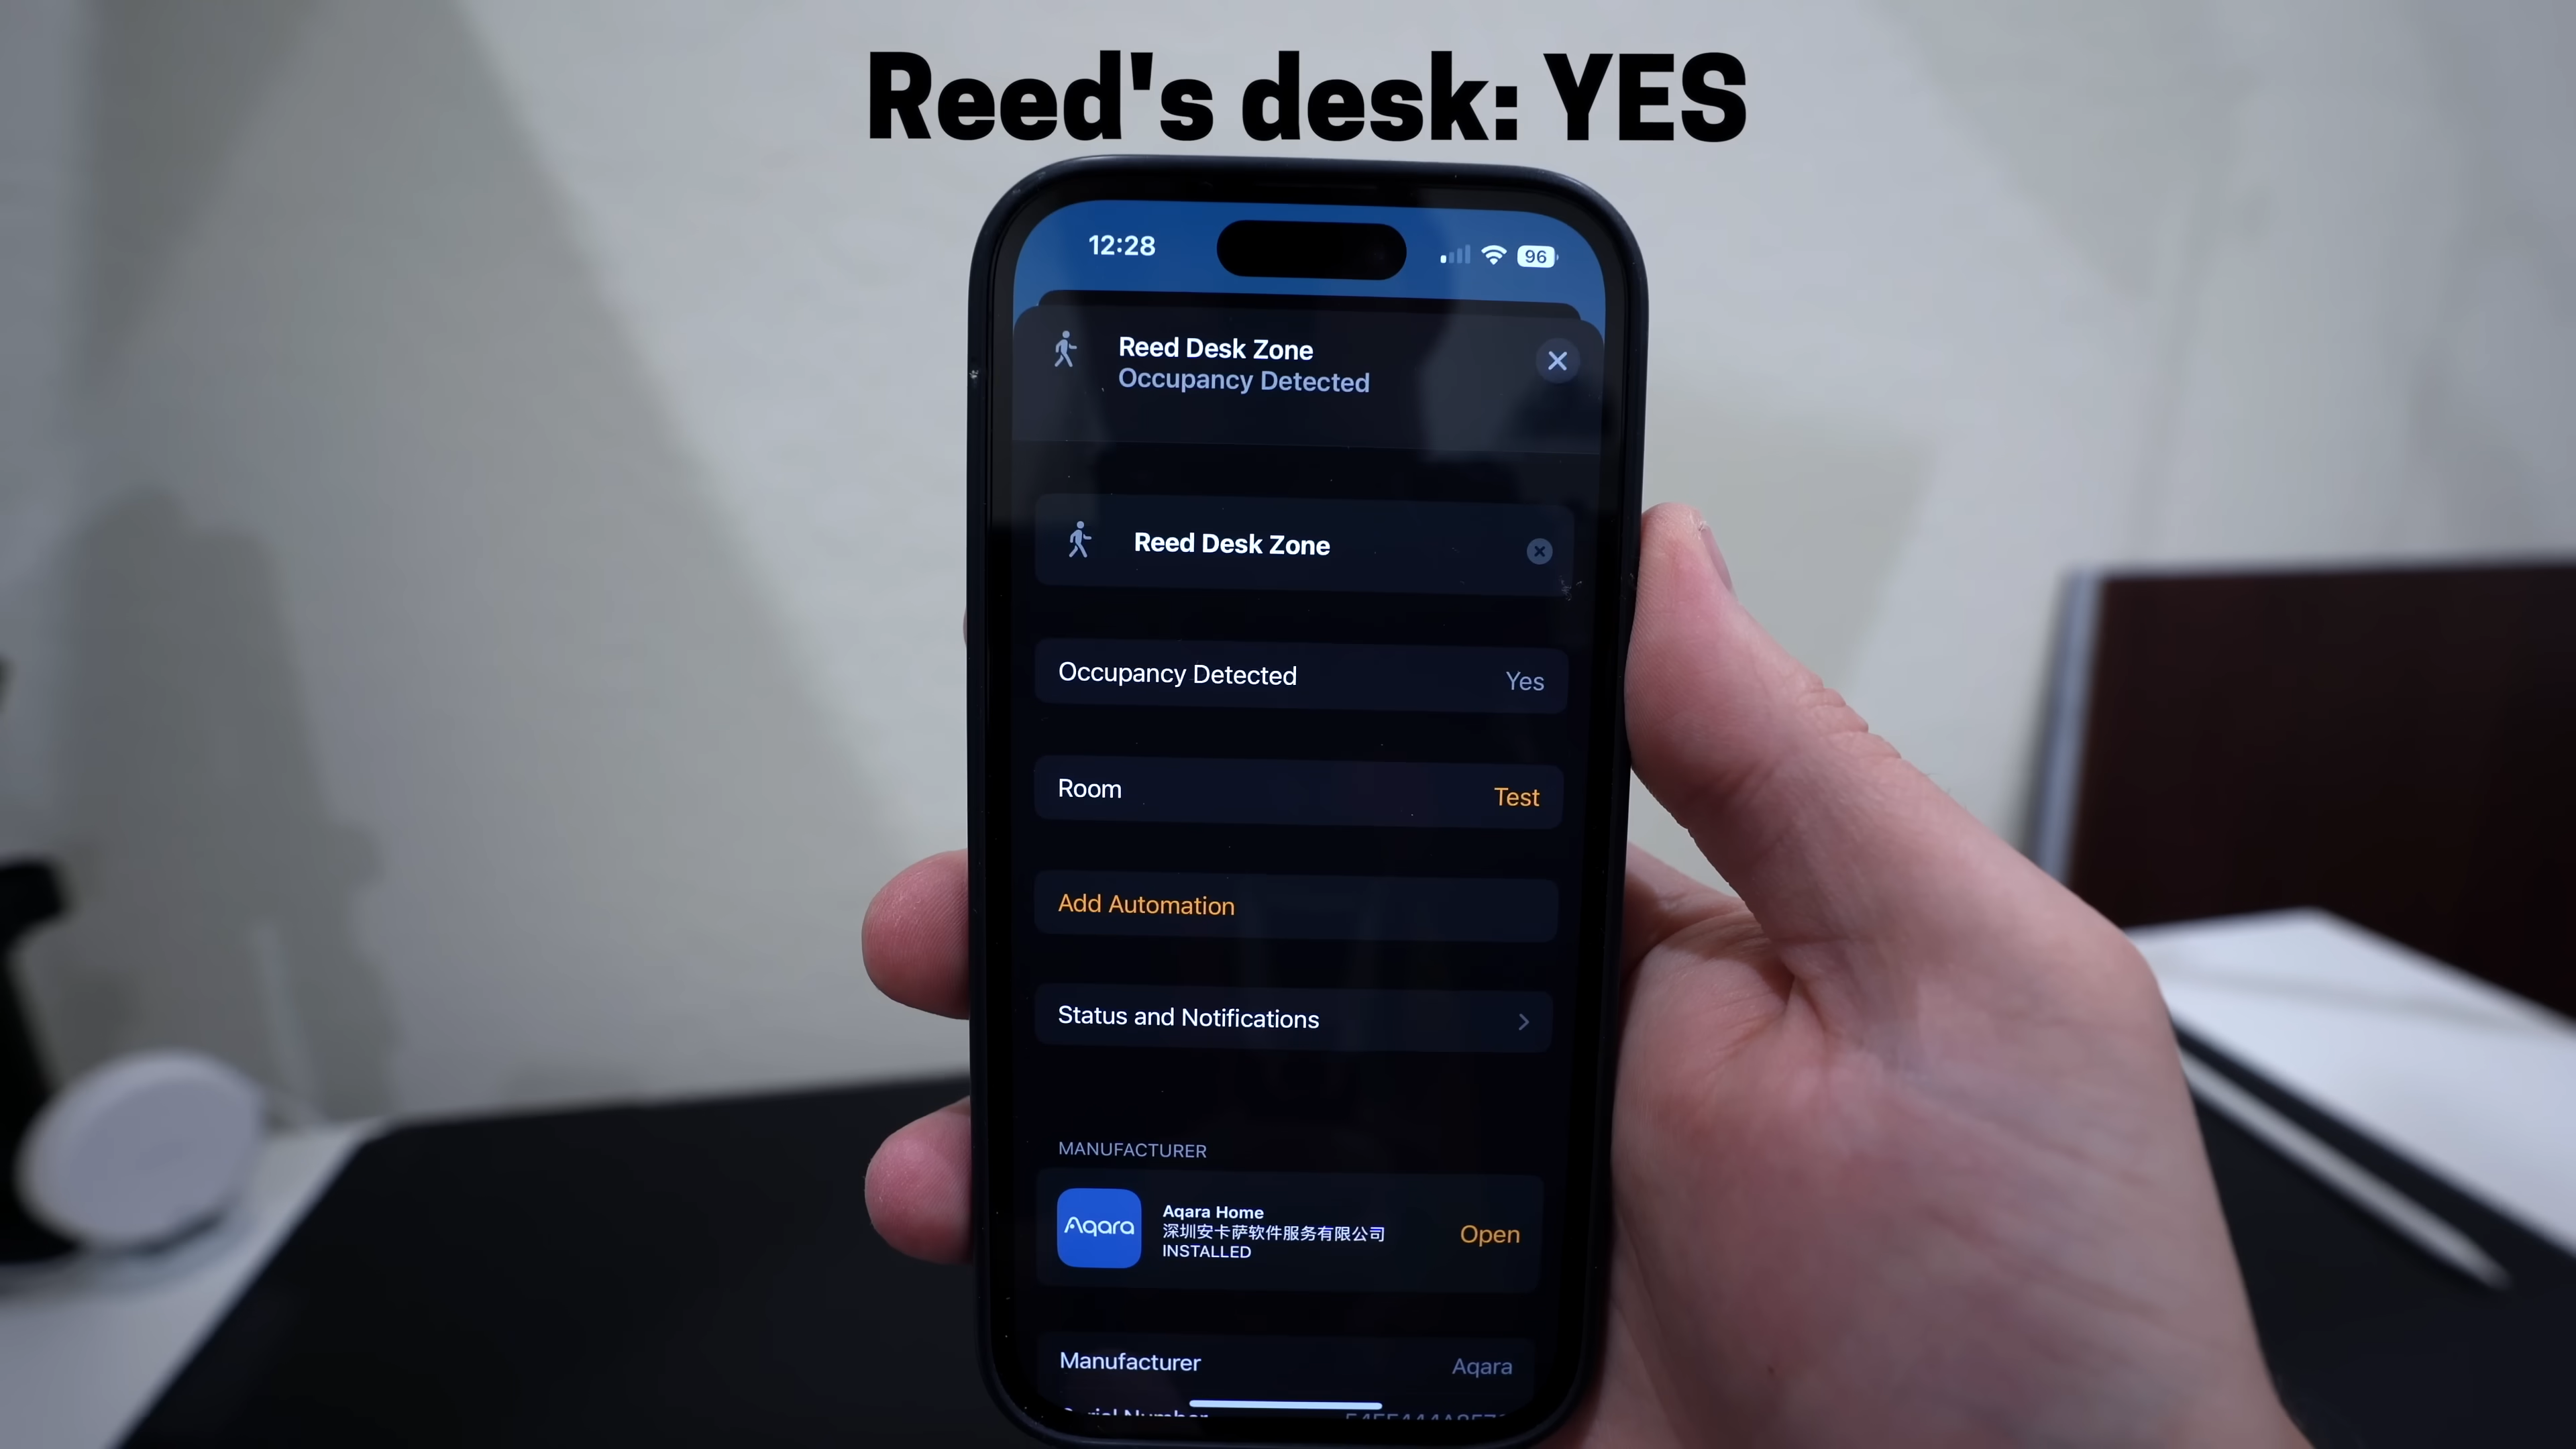 Reed's desk: YES
12:28
96
Reed Desk Zone
Occupancy Detected
Reed Desk Zone
Occupancy Detected Yes
Room Test
Add Automation
Status and Notifications
MANUFACTURER
Aqara
Aqara Home
深圳安卡萨软件服务有限公司
INSTALLED
Open
Manufacturer Aqara